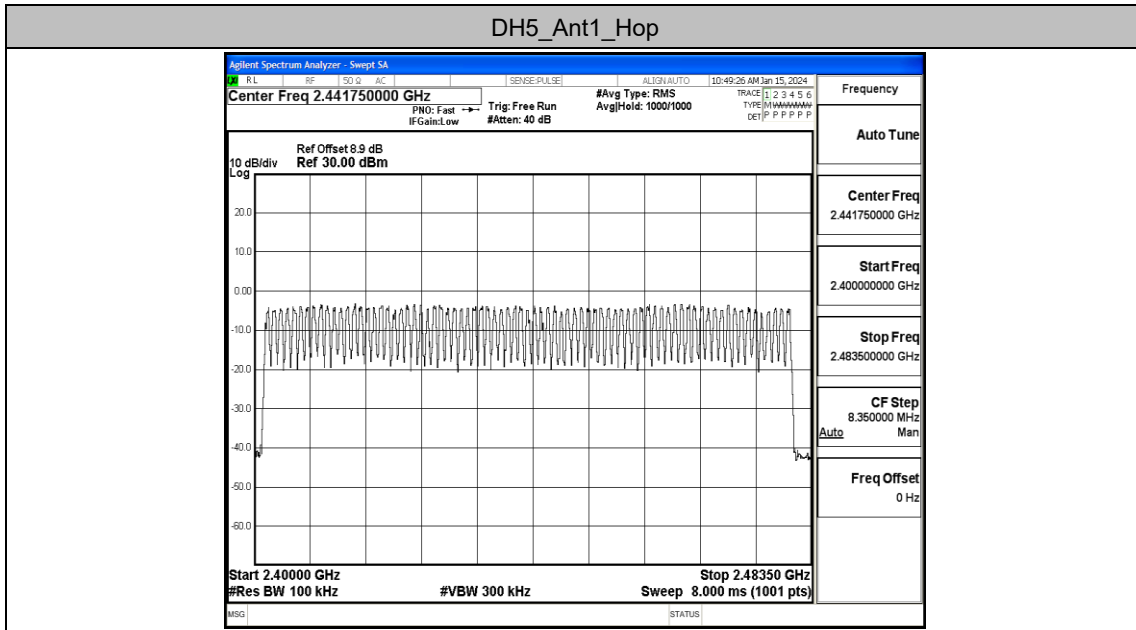 DH5_Ant1_Hop
Agilent Spectrum Analyzer - Swept SA
RL RF 50 Ω AC SENSE:PULSE ALIGNAUTO 10:49:26 AM Jan 15, 2024
Center Freq 2.441750000 GHz
PNO: Fast
IFGain:Low
Trig: Free Run
#Atten: 40 dB
#Avg Type: RMS
Avg|Hold: 1000/1000
TRACE 1 2 3 4 5 6
TYPE MWWWWW
DET P P P P P P
Ref Offset 8.9 dB
10 dB/div Ref 30.00 dBm
Log
20.0
10.0
0.00
-10.0
-20.0
-30.0
-40.0
-50.0
-60.0
Start 2.40000 GHz Stop 2.48350 GHz
#Res BW 100 kHz #VBW 300 kHz Sweep 8.000 ms (1001 pts)
MSG STATUS
Frequency
Auto Tune
Center Freq
2.441750000 GHz
Start Freq
2.400000000 GHz
Stop Freq
2.483500000 GHz
CF Step
8.350000 MHz
Auto Man
Freq Offset
0 Hz